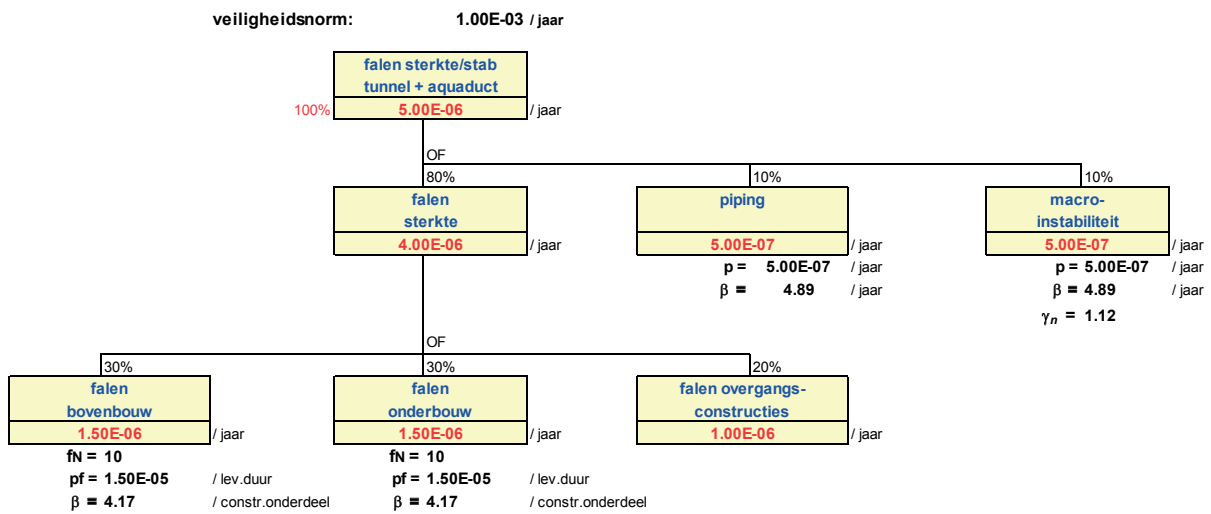 veiligheidsnorm: 1.00E-03 / jaar
falen sterkte/stab
tunnel + aquaduct
100% 5.00E-06 / jaar
OF
80% 10% 10%
falen piping macro-
sterkte instabiliteit
4.00E-06 / jaar 5.00E-07 / jaar 5.00E-07 / jaar
p = 5.00E-07 / jaar p = 5.00E-07 / jaar
β = 4.89 / jaar β = 4.89 / jaar
γn = 1.12
OF
30% 30% 20%
falen falen falen overgangs-
bovenbouw onderbouw constructies
1.50E-06 / jaar 1.50E-06 / jaar 1.00E-06 / jaar
fN = 10 fN = 10
pf = 1.50E-05 / lev.duur pf = 1.50E-05 / lev.duur
β = 4.17 / constr.onderdeel β = 4.17 / constr.onderdeel